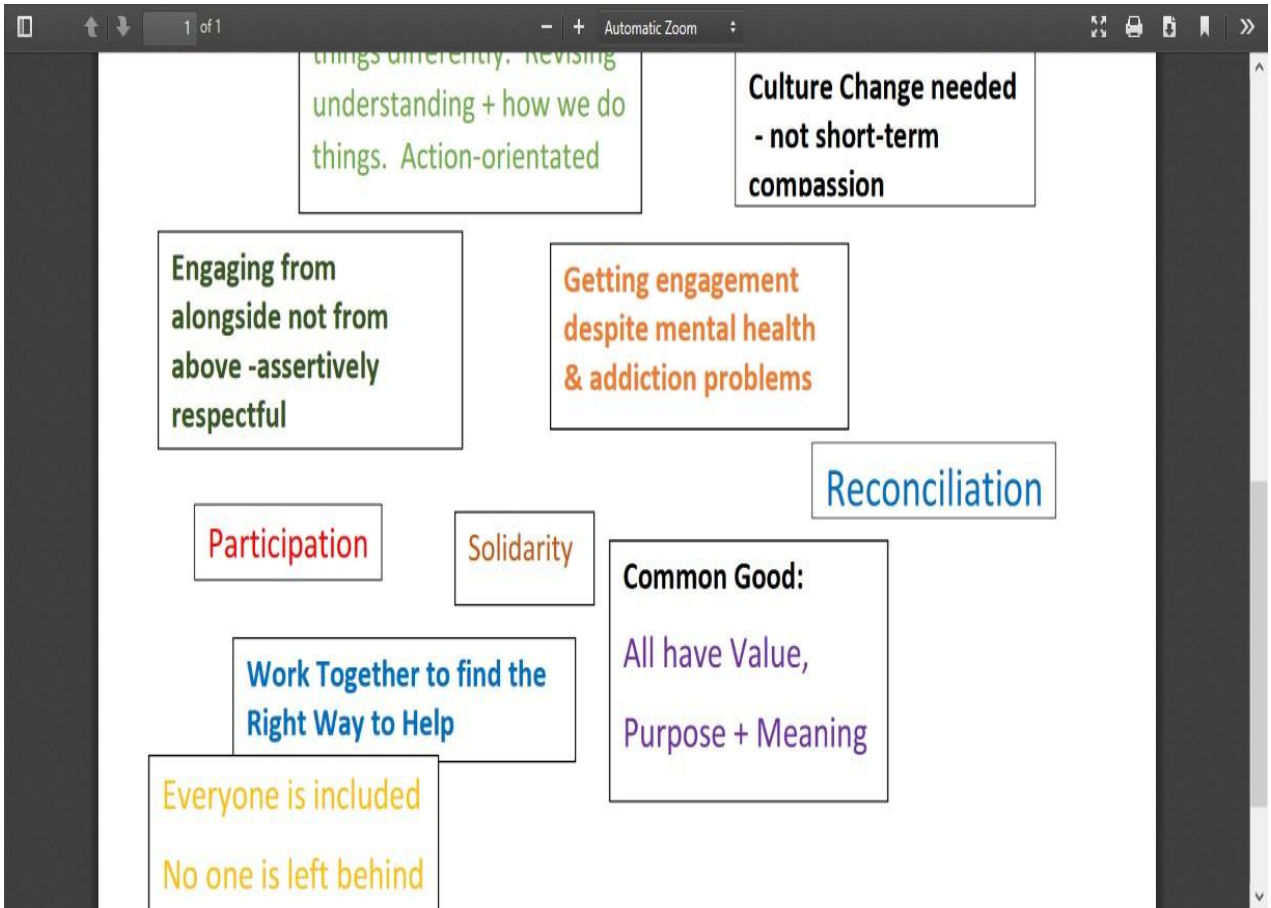 1 of 1
Automatic Zoom
things differently. Revising
understanding + how we do
things. Action-orientated
Culture Change needed
- not short-term
compassion
Engaging from
alongside not from
above -assertively
respectful
Getting engagement
despite mental health
& addiction problems
Reconciliation
Participation
Solidarity
Common Good:
All have Value,
Purpose + Meaning
Work Together to find the
Right Way to Help
Everyone is included
No one is left behind